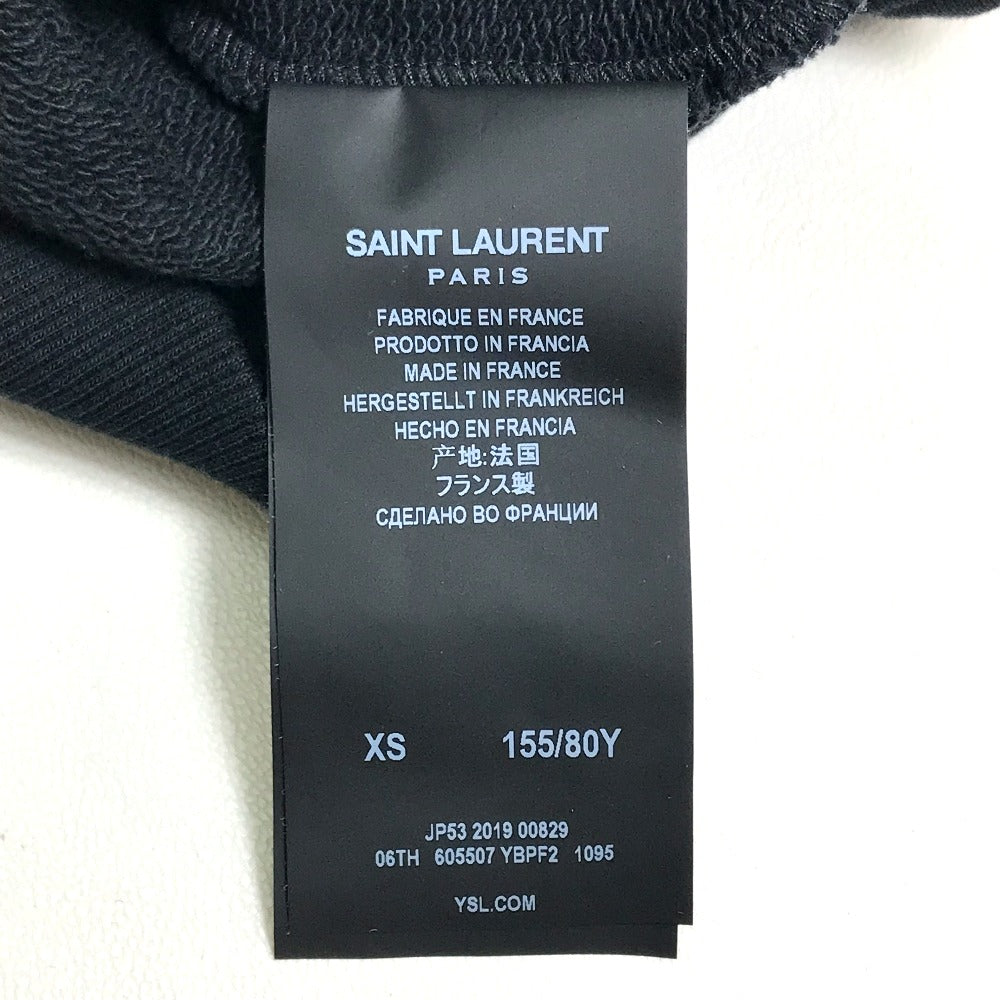 SAINT LAURENT
PARIS
FABRIQUE EN FRANCE
PRODOTTO IN FRANCIA
MADE IN FRANCE
HERGESTELLT IN FRANKREICH
HECHO EN FRANCIA
产地:法国
フランス製
СДЕЛАНО ВО ФРАНЦИИ
XS 155/80Y
JP53 2019 00829
06TH 605507 YBPF2 1095
YSL.COM